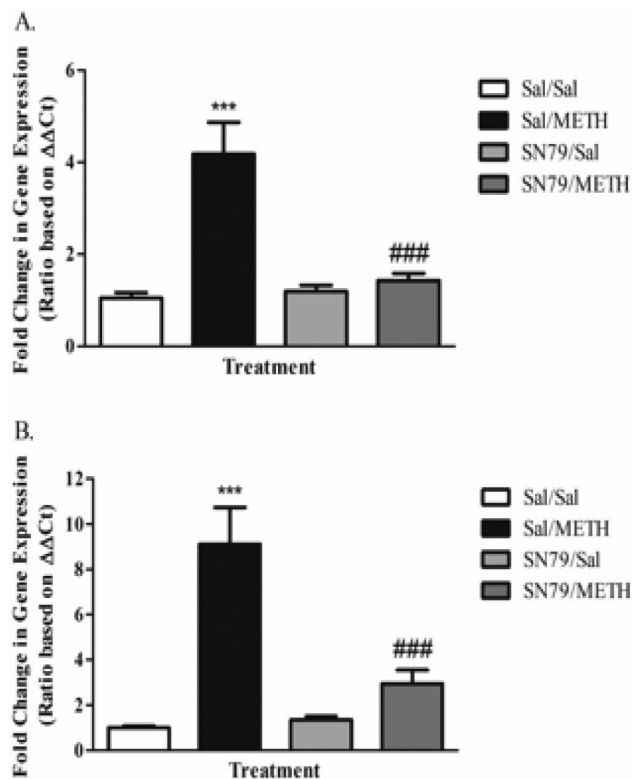 A.
Fold Change in Gene Expression
(Ratio based on ΔΔCt)
6
4
2
0
***
###
Treatment
Sal/Sal
Sal/METH
SN79/Sal
SN79/METH
B.
Fold Change in Gene Expression
(Ratio based on ΔΔCt)
12
10
8
6
4
2
0
***
###
Treatment
Sal/Sal
Sal/METH
SN79/Sal
SN79/METH